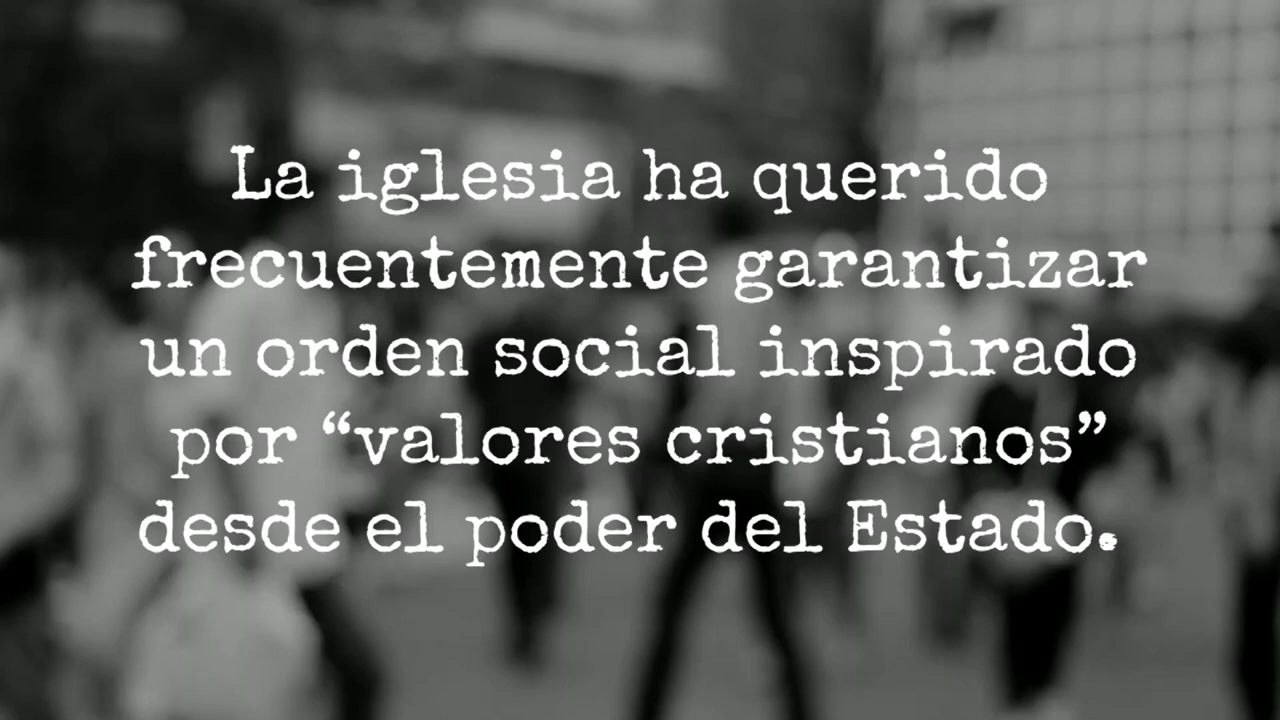 La iglesia ha querido
frecuentemente garantizar
un orden social inspirado
por “valores cristianos”
desde el poder del Estado.